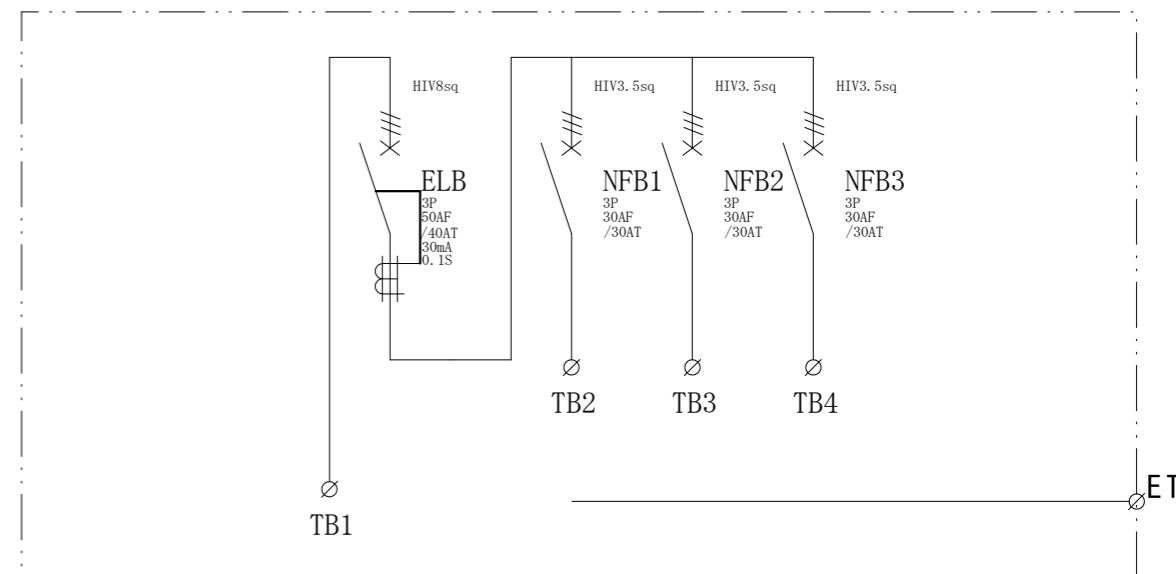 HIV8sq
HIV3.5sq
HIV3.5sq
HIV3.5sq
ELB
3P
50AF
/40AT
30mA
0.1S
NFB1
3P
30AF
/30AT
NFB2
3P
30AF
/30AT
NFB3
3P
30AF
/30AT
TB2
TB3
TB4
TB1
ET